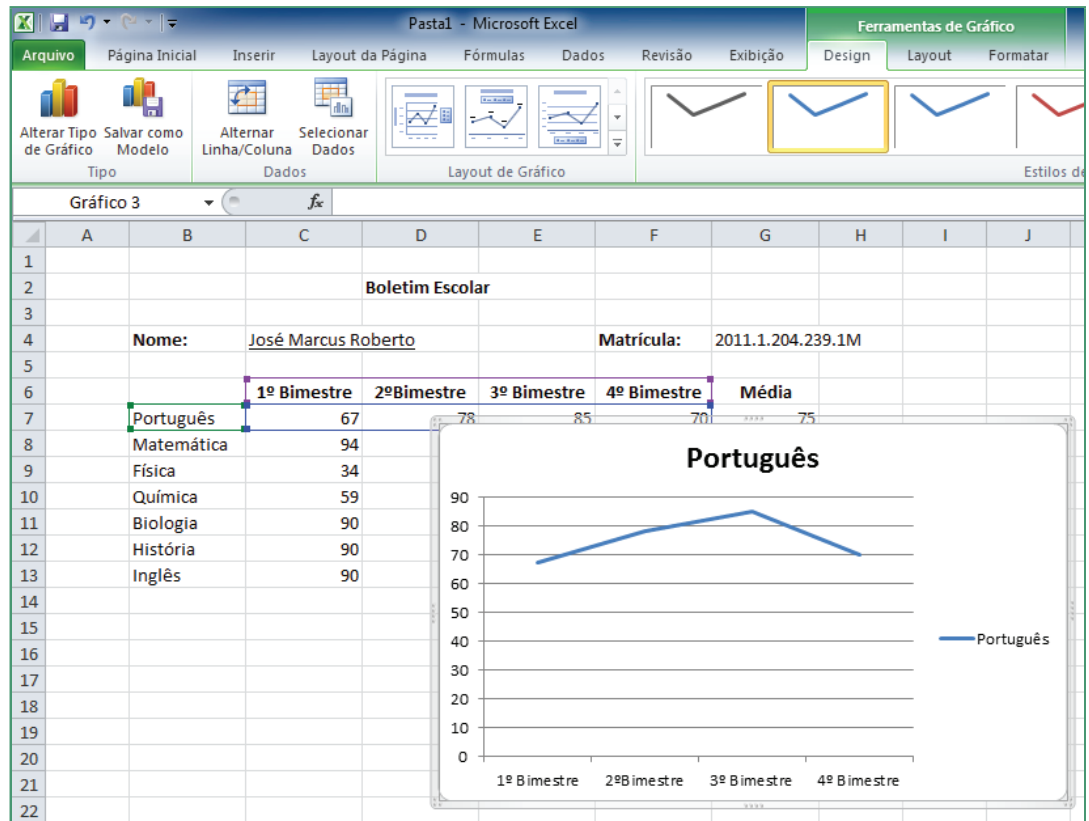 Pasta1 - Microsoft Excel
Ferramentas de Gráfico
Arquivo Página Inicial Inserir Layout da Página Fórmulas Dados Revisão Exibição Design Layout Formatar
Alterar Tipo de Gráfico
Salvar como Modelo
Alternar Linha/Coluna
Selecionar Dados
Tipo Dados Layout de Gráfico Estilos de
Gráfico 3 fx
A B C D E F G H I J
1
2 Boletim Escolar
3
4 Nome: José Marcus Roberto Matrícula: 2011.1.204.239.1M
5
6 1º Bimestre 2ºBimestre 3º Bimestre 4º Bimestre Média
7 Português 67 78 85 70 75
8 Matemática 94
9 Física 34
10 Química 59
11 Biologia 90
12 História 90
13 Inglês 90
14
15
16
17
18
19
20
21
22
Português
90
80
70
60
50
40
30
20
10
0
1º Bimestre 2ºBimestre 3º Bimestre 4º Bimestre
Português